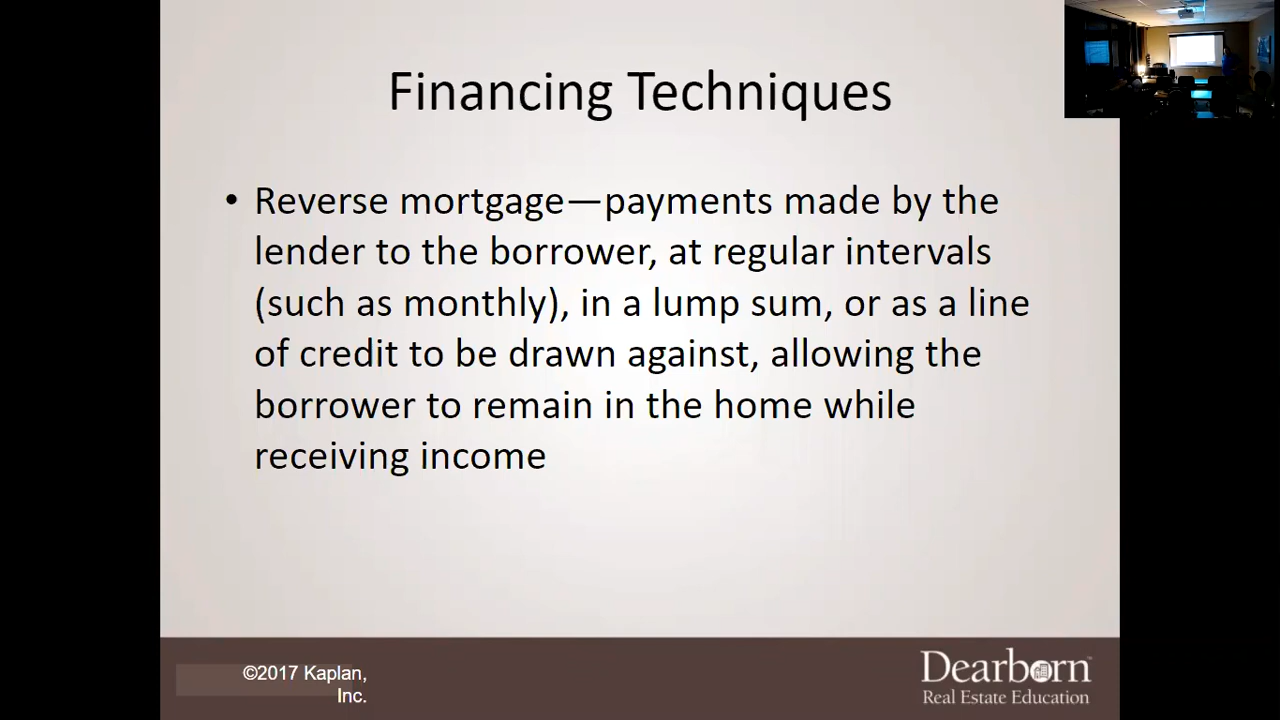 Financing Techniques
• Reverse mortgage—payments made by the
lender to the borrower, at regular intervals
(such as monthly), in a lump sum, or as a line
of credit to be drawn against, allowing the
borrower to remain in the home while
receiving income
©2017 Kaplan,
Inc.
Dearborn™
Real Estate Education